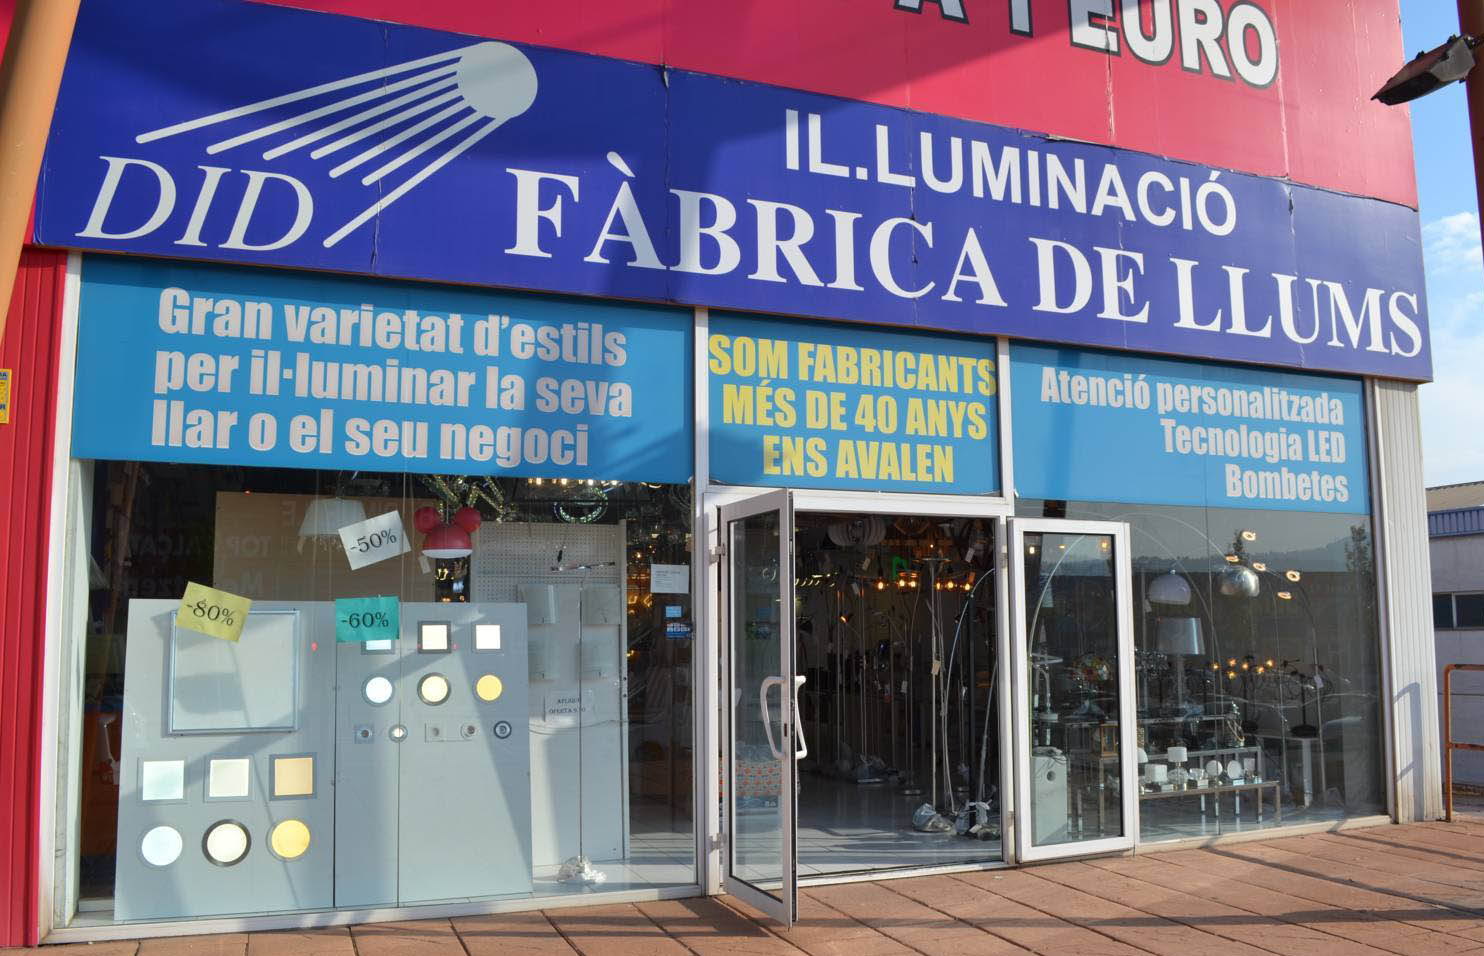 A 1 EURO
IL.LUMINACIÓ
DID FÀBRICA DE LLUMS
Gran varietat d'estils
per il·luminar la seva
llar o el seu negoci
SOM FABRICANTS
MÉS DE 40 ANYS
ENS AVALEN
Atenció personalitzada
Tecnologia LED
Bombetes
-50%
-80%
-60%